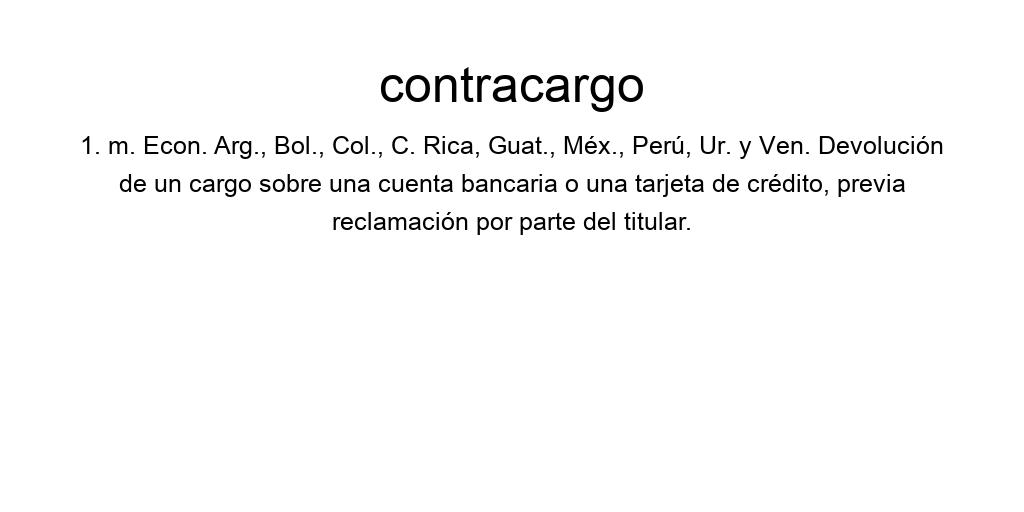 contracargo
1. m. Econ. Arg., Bol., Col., C. Rica, Guat., Méx., Perú, Ur. y Ven. Devolución
de un cargo sobre una cuenta bancaria o una tarjeta de crédito, previa
reclamación por parte del titular.